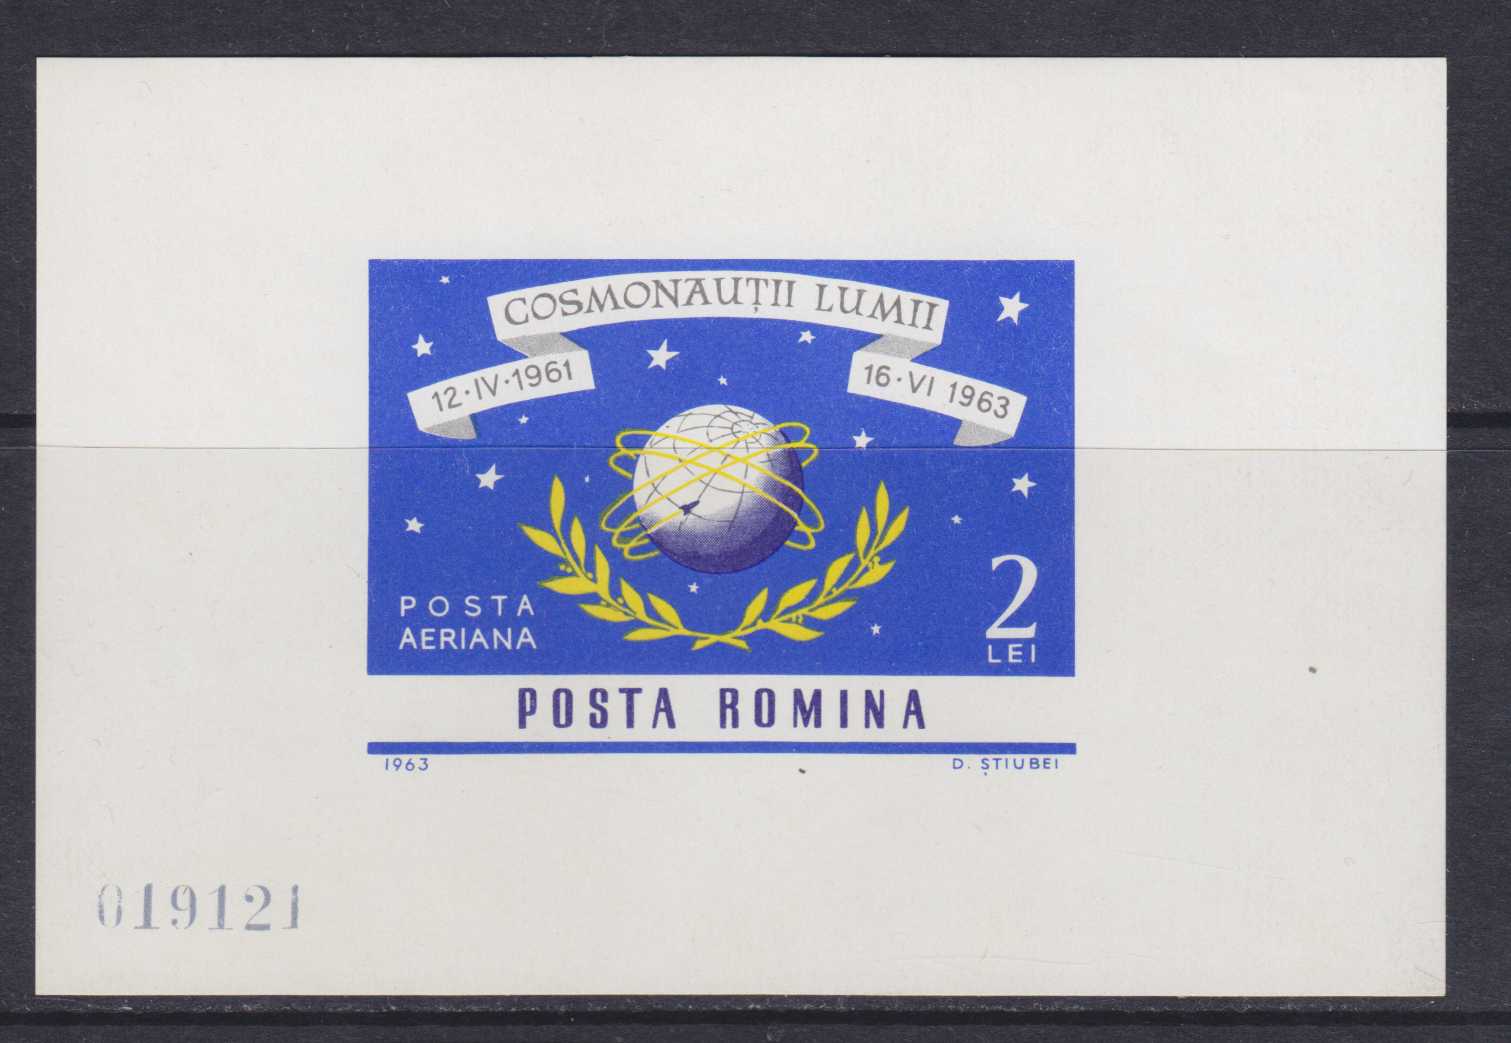 COSMONAUȚII LUMII
12·IV·1961
16·VI 1963
POSTA
AERIANA
2
LEI
POSTA ROMINA
1963
D. ȘTIUBEI
019121